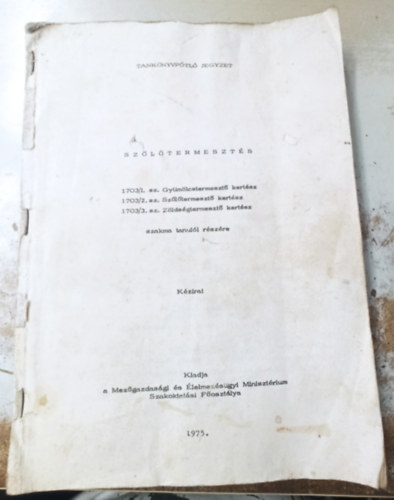 TANKÖNYVPÓTLÓ JEGYZET
SZŐLŐTERMESZTÉS
1703/1. sz. Gyümölcstermesztő kertész
1703/2. sz. Szőlőtermesztő kertész
1703/3. sz. Zöldségtermesztő kertész
szakma tanulói részére
Kézirat
Kiadja
a Mezőgazdasági és Élelmezésügyi Minisztérium
Szakoktatási Főosztálya
1975.